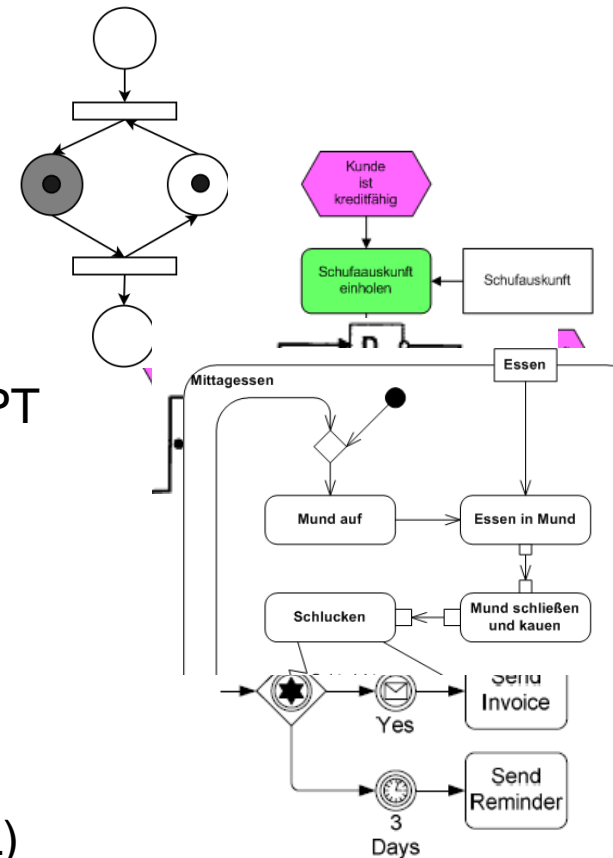 Kunde
ist
kreditfähig
Schufaauskunft
einholen
Schufauskunft
D
PT
Essen
Mittagessen
Mund auf
Essen in Mund
Schlucken
Mund schließen
und kauen
Send
Invoice
Yes
Send
Reminder
3
Days
)